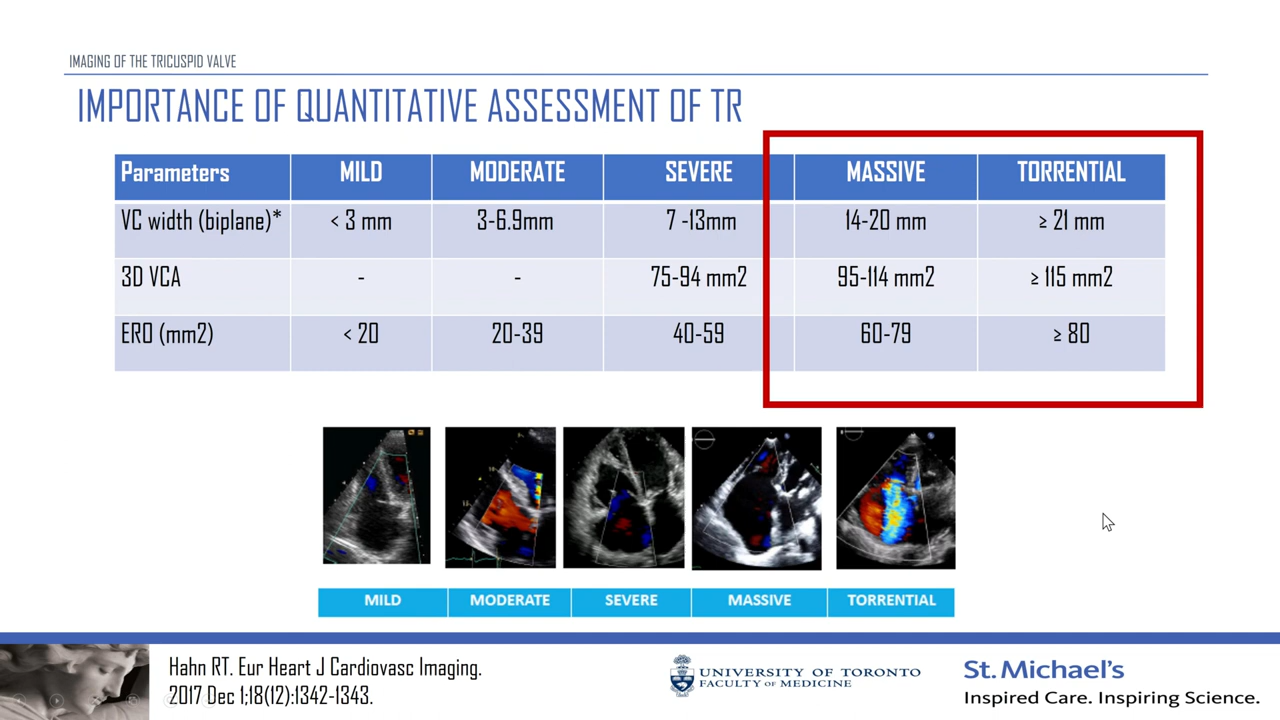 IMAGING OF THE TRICUSPID VALVE
IMPORTANCE OF QUANTITATIVE ASSESSMENT OF TR
Parameters MILD MODERATE SEVERE MASSIVE TORRENTIAL
VC width (biplane)* < 3 mm 3-6.9mm 7 -13mm 14-20 mm ≥ 21 mm
3D VCA - - 75-94 mm2 95-114 mm2 ≥ 115 mm2
ERO (mm2) < 20 20-39 40-59 60-79 ≥ 80
MILD MODERATE SEVERE MASSIVE TORRENTIAL
Hahn RT. Eur Heart J Cardiovasc Imaging.
2017 Dec 1;18(12):1342-1343.
UNIVERSITY OF TORONTO
FACULTY OF MEDICINE
St. Michael's
Inspired Care. Inspiring Science.